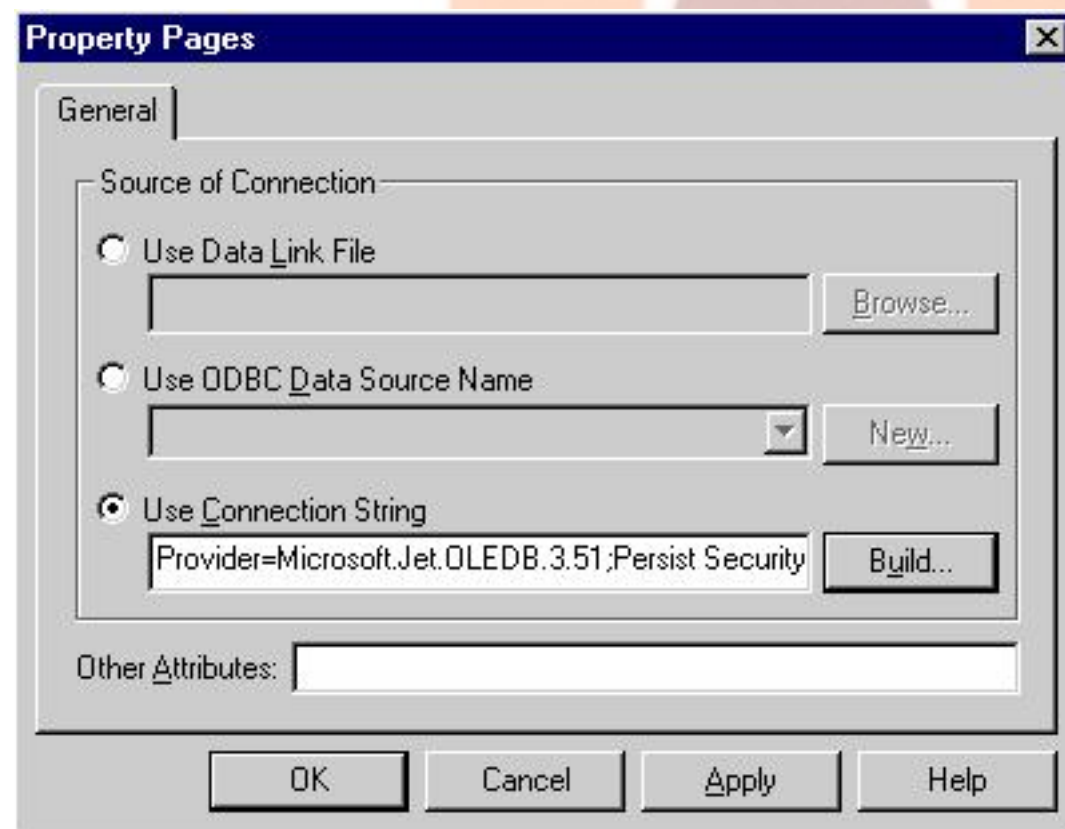 Property Pages
General
Source of Connection
Use Data Link File
Browse...
Use ODBC Data Source Name
New...
Use Connection String
Provider=Microsoft.Jet.OLEDB.3.51;Persist Security
Build...
Other Attributes:
OK Cancel Apply Help